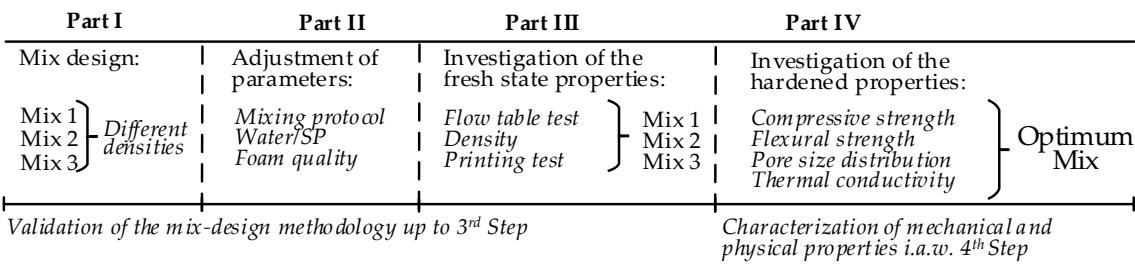 Part I
Part II
Part III
Part IV
Mix design:
Mix 1
Mix 2
Mix 3
Different
densities
Adjustment of
parameters:
Mixing protocol
Water/SP
Foam quality
Investigation of the
fresh state properties:
Flow table test
Density
Printing test
Mix 1
Mix 2
Mix 3
Investigation of the
hardened properties:
Compressive strength
Flexural strength
Pore size distribution
Thermal conductivity
Optimum
Mix
Validation of the mix-design methodology up to 3rd Step
Characterization of mechanical and
physical properties i.a.w. 4th Step